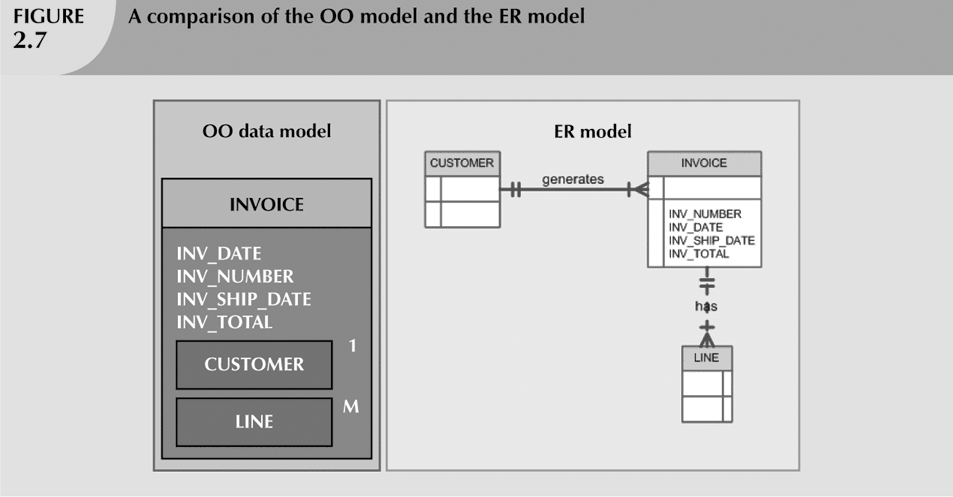 FIGURE
2.7
A comparison of the OO model and the ER model
OO data model
INVOICE
INV_DATE
INV_NUMBER
INV_SHIP_DATE
INV_TOTAL
CUSTOMER
1
LINE
M
ER model
CUSTOMER
generates
INVOICE
INV_NUMBER
INV_DATE
INV_SHIP_DATE
INV_TOTAL
has
LINE